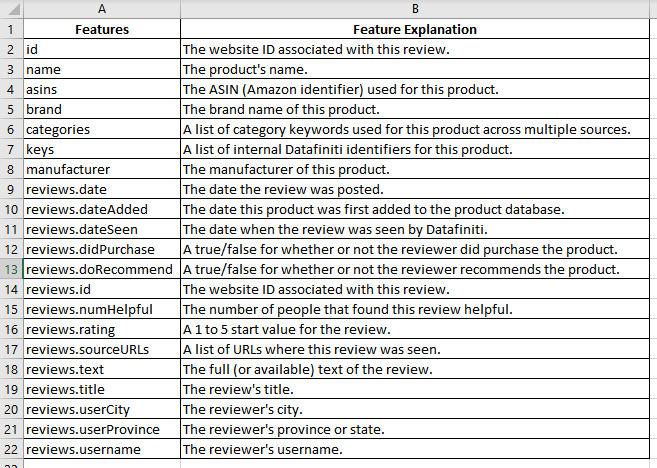 A B
1 Features Feature Explanation
2 id The website ID associated with this review.
3 name The product's name.
4 asins The ASIN (Amazon identifier) used for this product.
5 brand The brand name of this product.
6 categories A list of category keywords used for this product across multiple sources.
7 keys A list of internal Datafiniti identifiers for this product.
8 manufacturer The manufacturer of this product.
9 reviews.date The date the review was posted.
10 reviews.dateAdded The date this product was first added to the product database.
11 reviews.dateSeen The date when the review was seen by Datafiniti.
12 reviews.didPurchase A true/false for whether or not the reviewer did purchase the product.
13 reviews.doRecommend A true/false for whether or not the reviewer recommends the product.
14 reviews.id The website ID associated with this review.
15 reviews.numHelpful The number of people that found this review helpful.
16 reviews.rating A 1 to 5 start value for the review.
17 reviews.sourceURLs A list of URLs where this review was seen.
18 reviews.text The full (or available) text of the review.
19 reviews.title The review's title.
20 reviews.userCity The reviewer's city.
21 reviews.userProvince The reviewer's province or state.
22 reviews.username The reviewer's username.